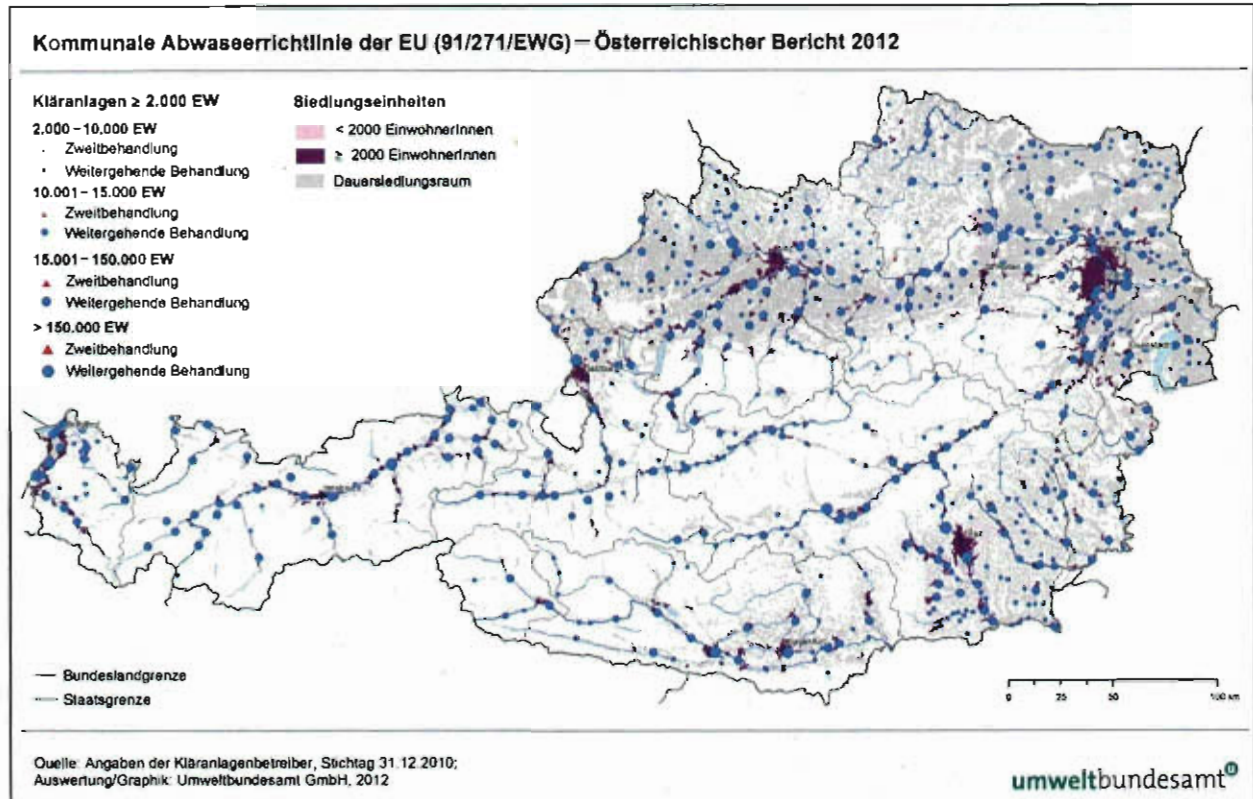 Kommunale Abwaseerrichtlinie der EU (91/271/EWG) — Österreichischer Bericht 2012
Kläranlagen ≥ 2.000 EW
2.000 – 10.000 EW
Zweitbehandlung
Weitergehende Behandlung
10.001 – 15.000 EW
Zweitbehandlung
Weitergehende Behandlung
15.001 – 150.000 EW
Zweitbehandlung
Weitergehende Behandlung
> 150.000 EW
Zweitbehandlung
Weitergehende Behandlung
Siedlungseinheiten
< 2000 EinwohnerInnen
≥ 2000 EinwohnerInnen
Dauersiedlungsraum
Bundeslandgrenze
Staatsgrenze
0 25 50 100 km
Quelle: Angaben der Kläranlagenbetreiber, Stichtag 31.12.2010;
Auswertung/Graphik: Umweltbundesamt GmbH, 2012
umweltbundesamt